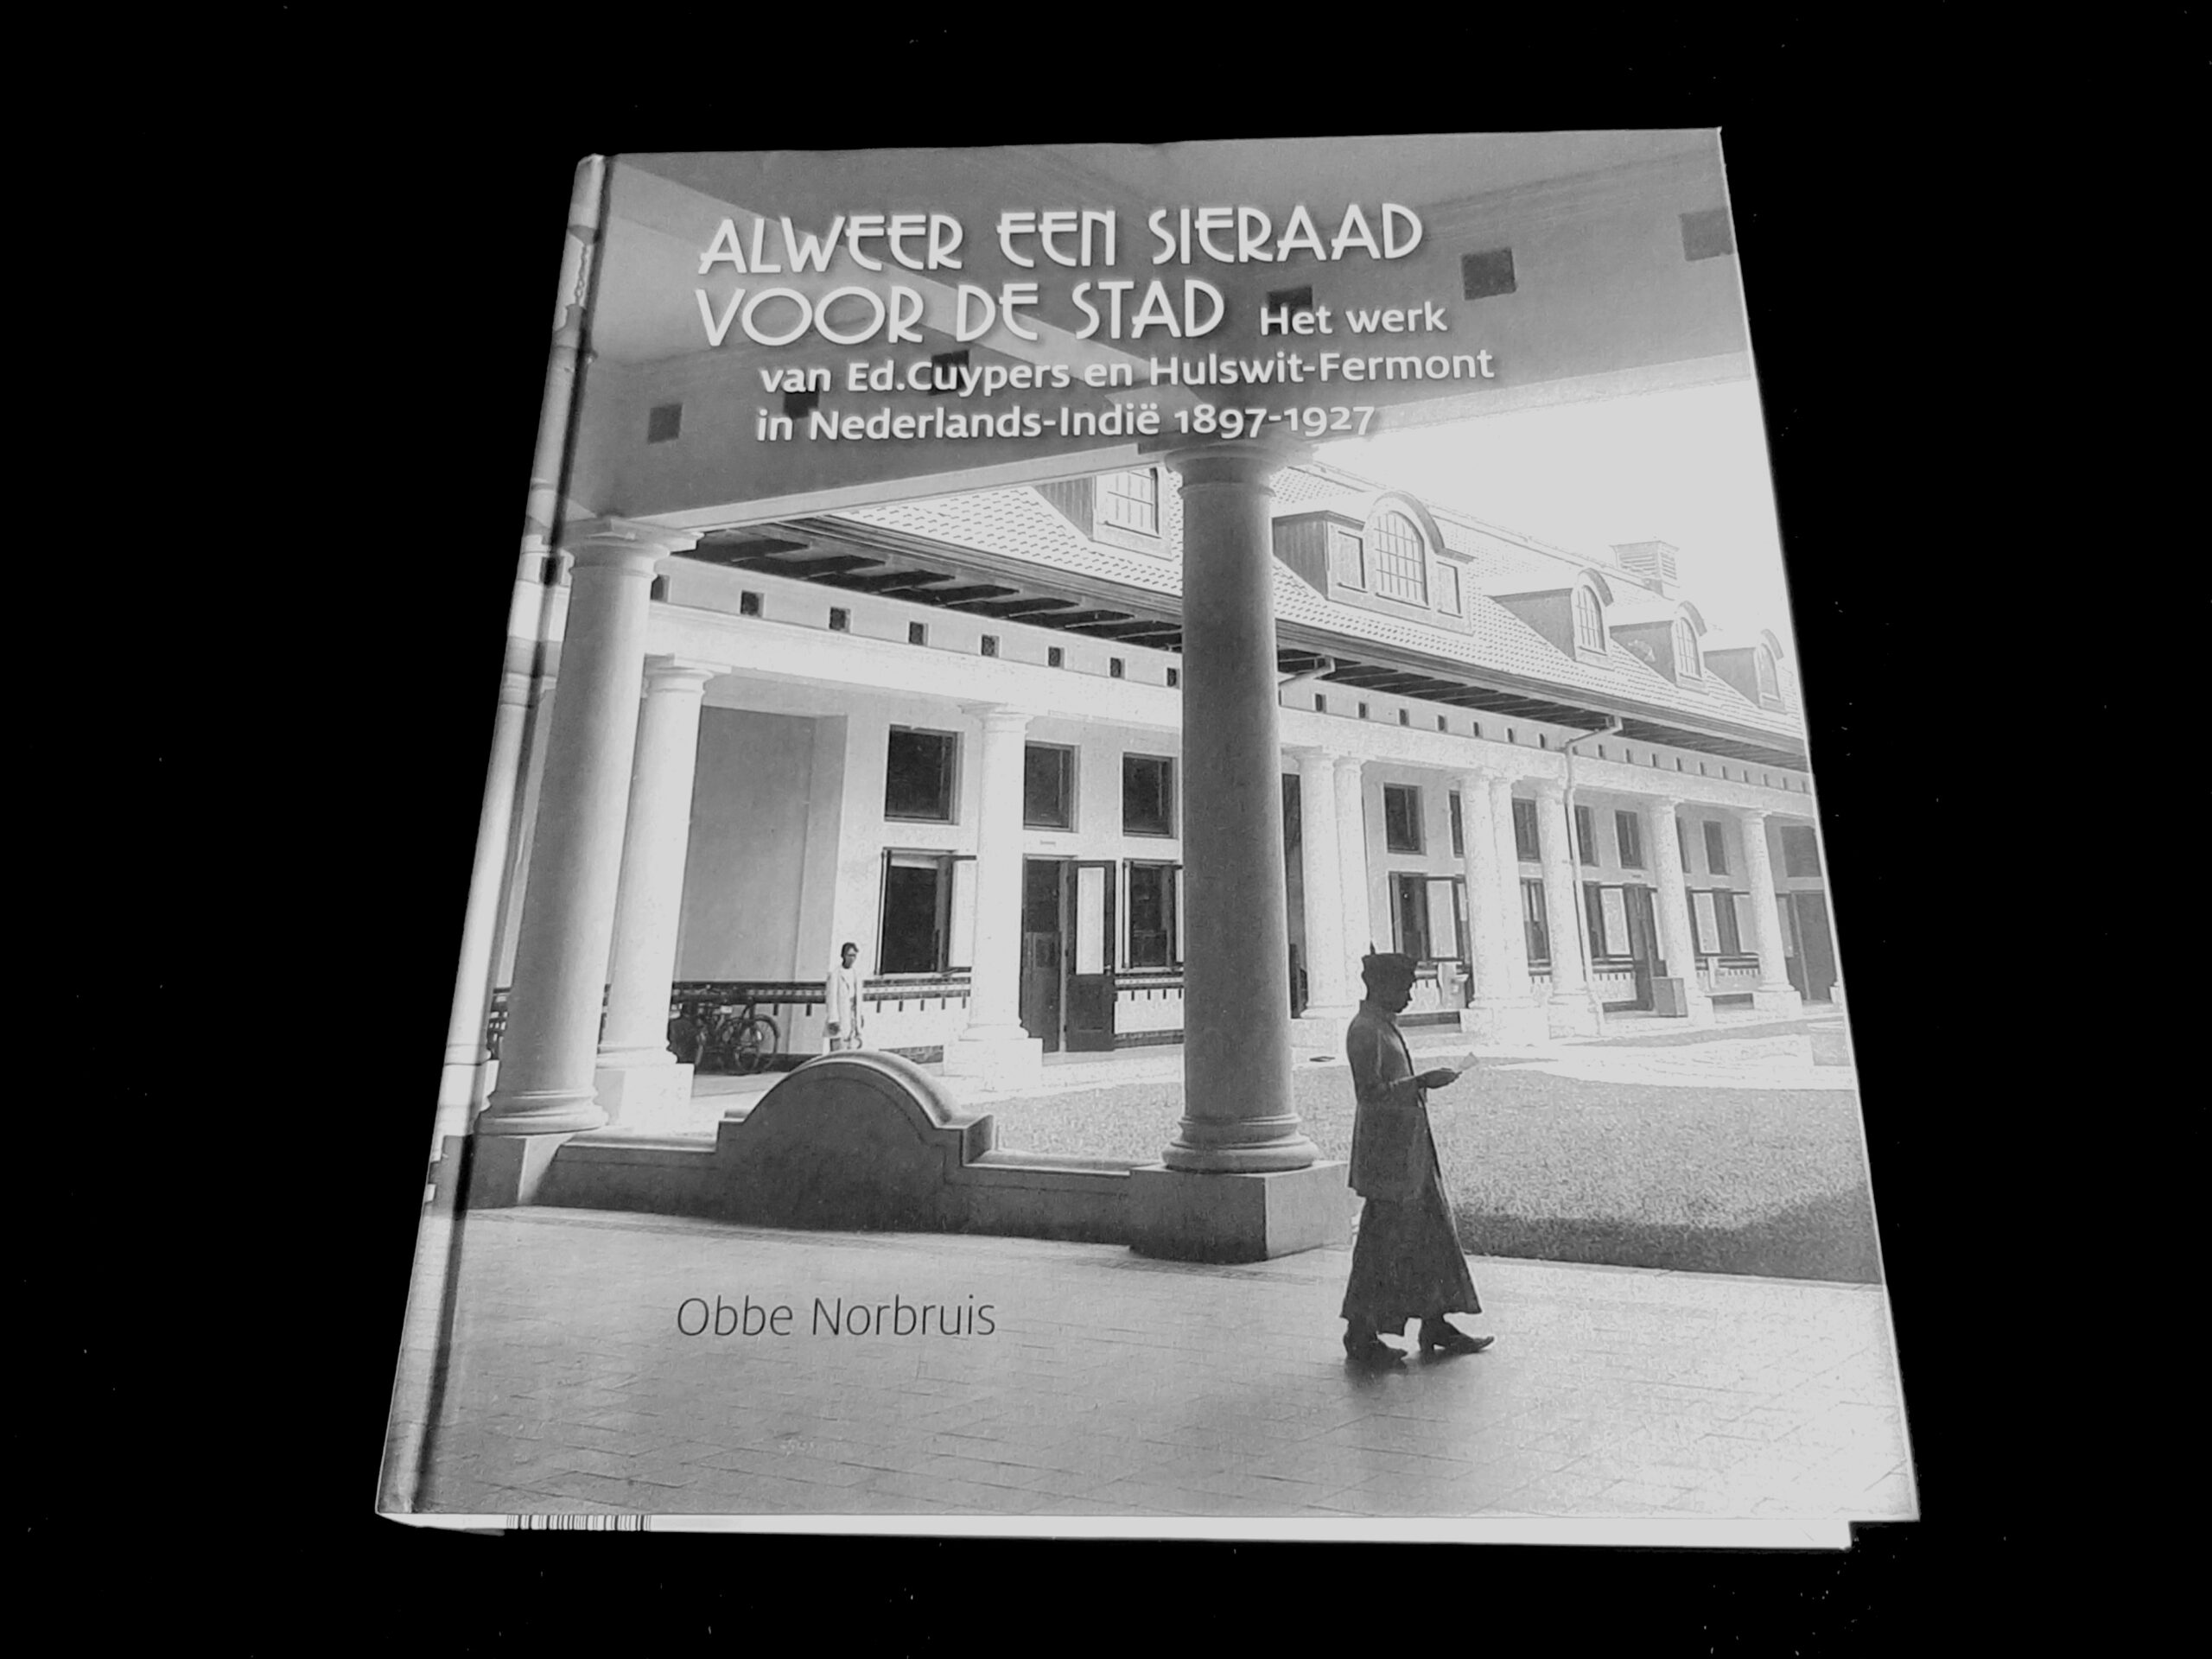 ALWEER EEN SIERAAD
VOOR DE STAD Het werk
van Ed.Cuypers en Hulswit-Fermont
in Nederlands-Indië 1897-1927
Obbe Norbruis